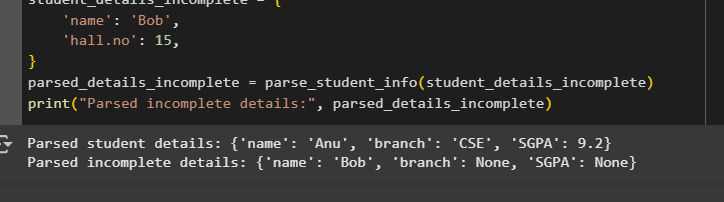 student_details_incomplete = {
    'name': 'Bob',
    'hall.no': 15,
}
parsed_details_incomplete = parse_student_info(student_details_incomplete)
print("Parsed incomplete details:", parsed_details_incomplete)
Parsed student details: {'name': 'Anu', 'branch': 'CSE', 'SGPA': 9.2}
Parsed incomplete details: {'name': 'Bob', 'branch': None, 'SGPA': None}